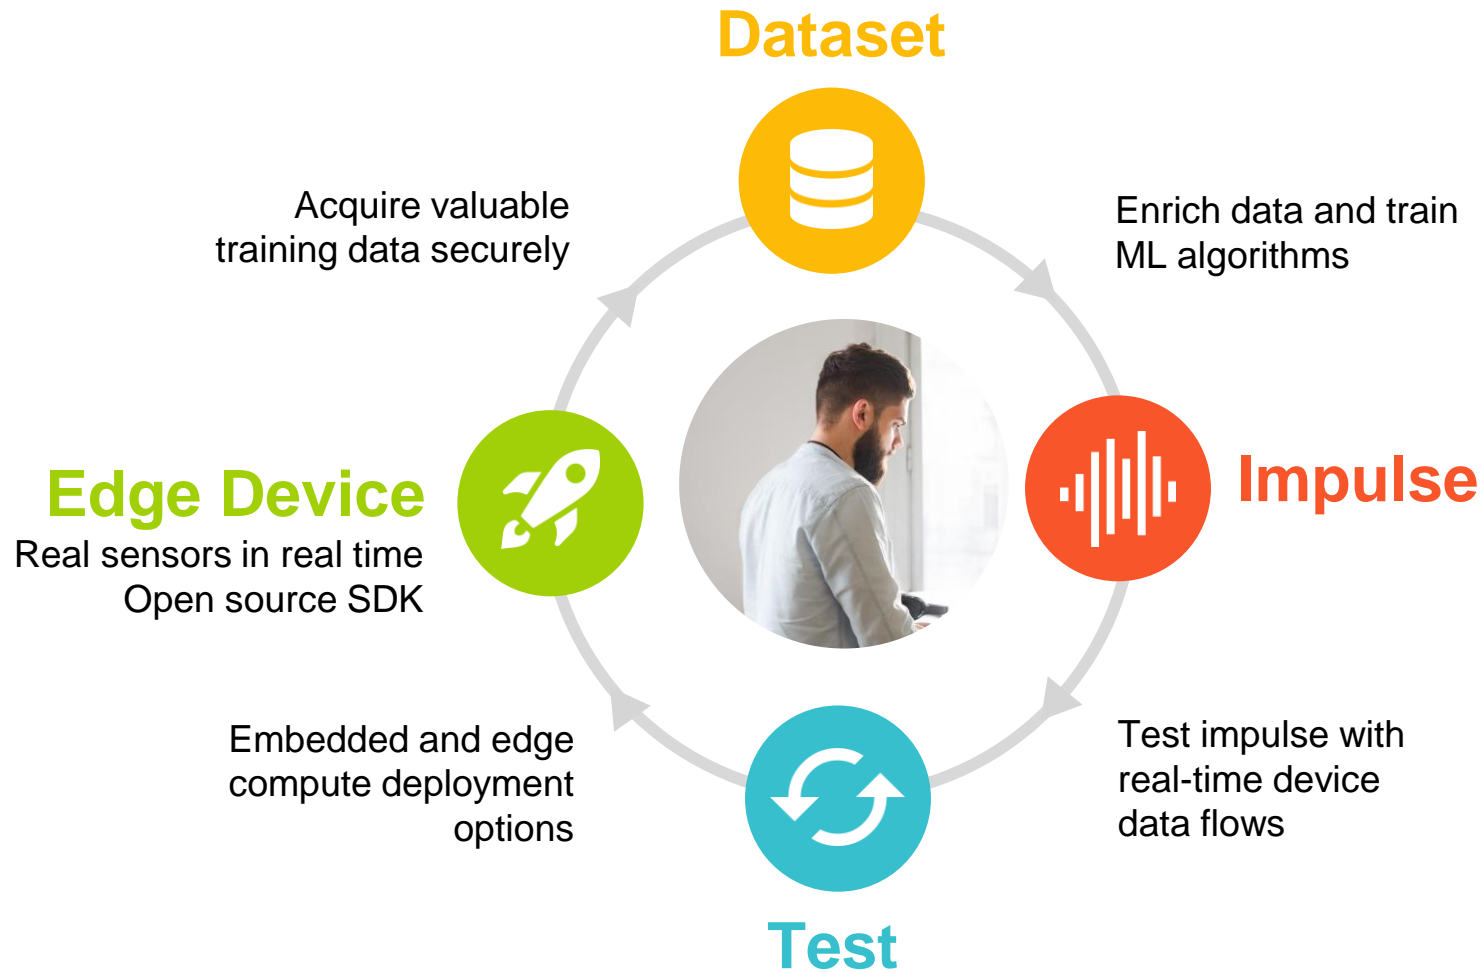 Dataset
Acquire valuable
training data securely
Enrich data and train
ML algorithms
Edge Device
Real sensors in real time
Open source SDK
Impulse
Embedded and edge
compute deployment
options
Test impulse with
real-time device
data flows
Test